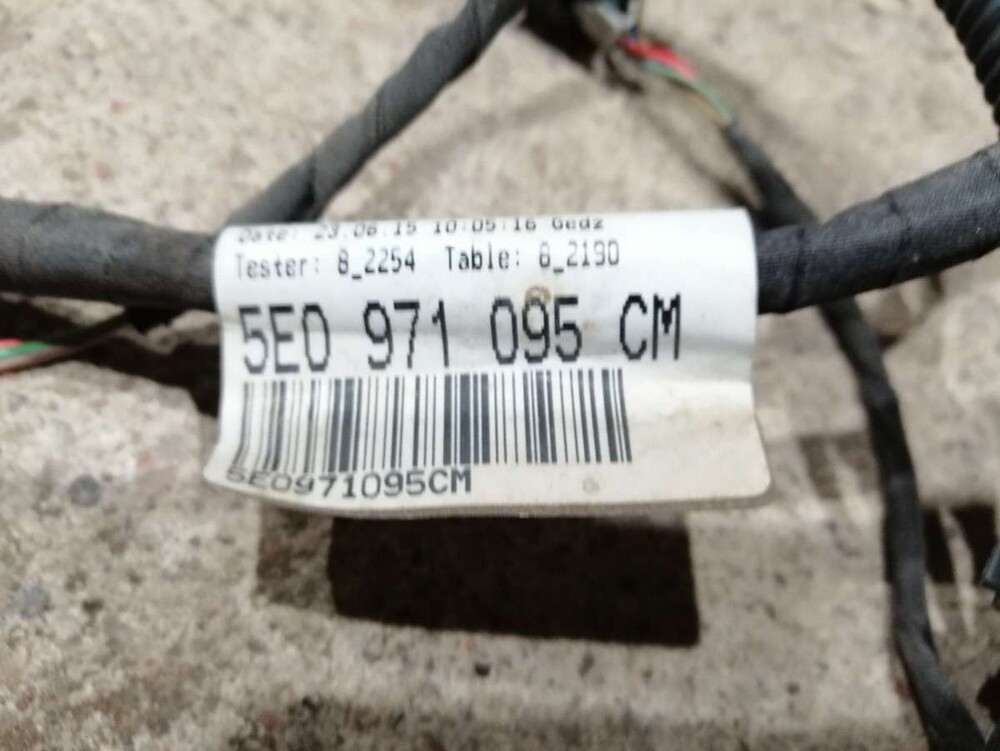 Date: 23.06.15 10:05:16 Gedz
Tester: 8_2254 Table: 8_2190
5E0 971 095 CM
5E0971095CM